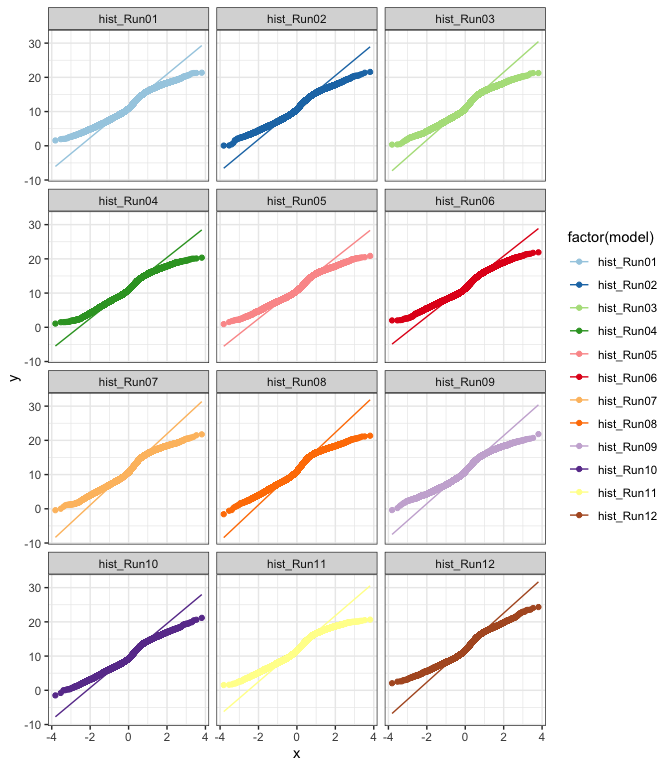 hist_Run01 hist_Run02 hist_Run03
30
20
10
0
-10
hist_Run04 hist_Run05 hist_Run06
30
20
10
0
-10
hist_Run07 hist_Run08 hist_Run09
30
20
10
0
-10
hist_Run10 hist_Run11 hist_Run12
30
20
10
0
-10
-4 -2 0 2 4 -4 -2 0 2 4 -4 -2 0 2 4
x
y
factor(model)
hist_Run01
hist_Run02
hist_Run03
hist_Run04
hist_Run05
hist_Run06
hist_Run07
hist_Run08
hist_Run09
hist_Run10
hist_Run11
hist_Run12